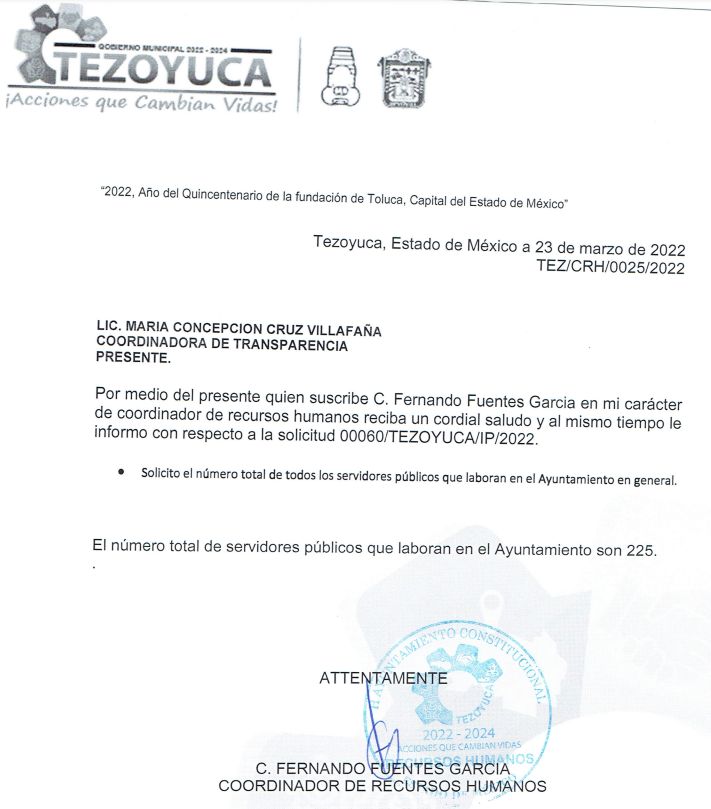 GOBIERNO MUNICIPAL 2022 - 2024
TEZOYUCA
¡Acciones que Cambian Vidas!
“2022, Año del Quincentenario de la fundación de Toluca, Capital del Estado de México”
Tezoyuca, Estado de México a 23 de marzo de 2022
TEZ/CRH/0025/2022
LIC. MARIA CONCEPCION CRUZ VILLAFAÑA
COORDINADORA DE TRANSPARENCIA
PRESENTE.
Por medio del presente quien suscribe C. Fernando Fuentes Garcia en mi carácter
de coordinador de recursos humanos reciba un cordial saludo y al mismo tiempo le
informo con respecto a la solicitud 00060/TEZOYUCA/IP/2022.
• Solicito el número total de todos los servidores públicos que laboran en el Ayuntamiento en general.
El número total de servidores públicos que laboran en el Ayuntamiento son 225.
.
ATTENTAMENTE
H. AYUNTAMIENTO CONSTITUCIONAL
TEZOYUCA
2022 - 2024
ACCIONES QUE CAMBIAN VIDAS
RECURSOS HUMANOS
C. FERNANDO FUENTES GARCIA
COORDINADOR DE RECURSOS HUMANOS